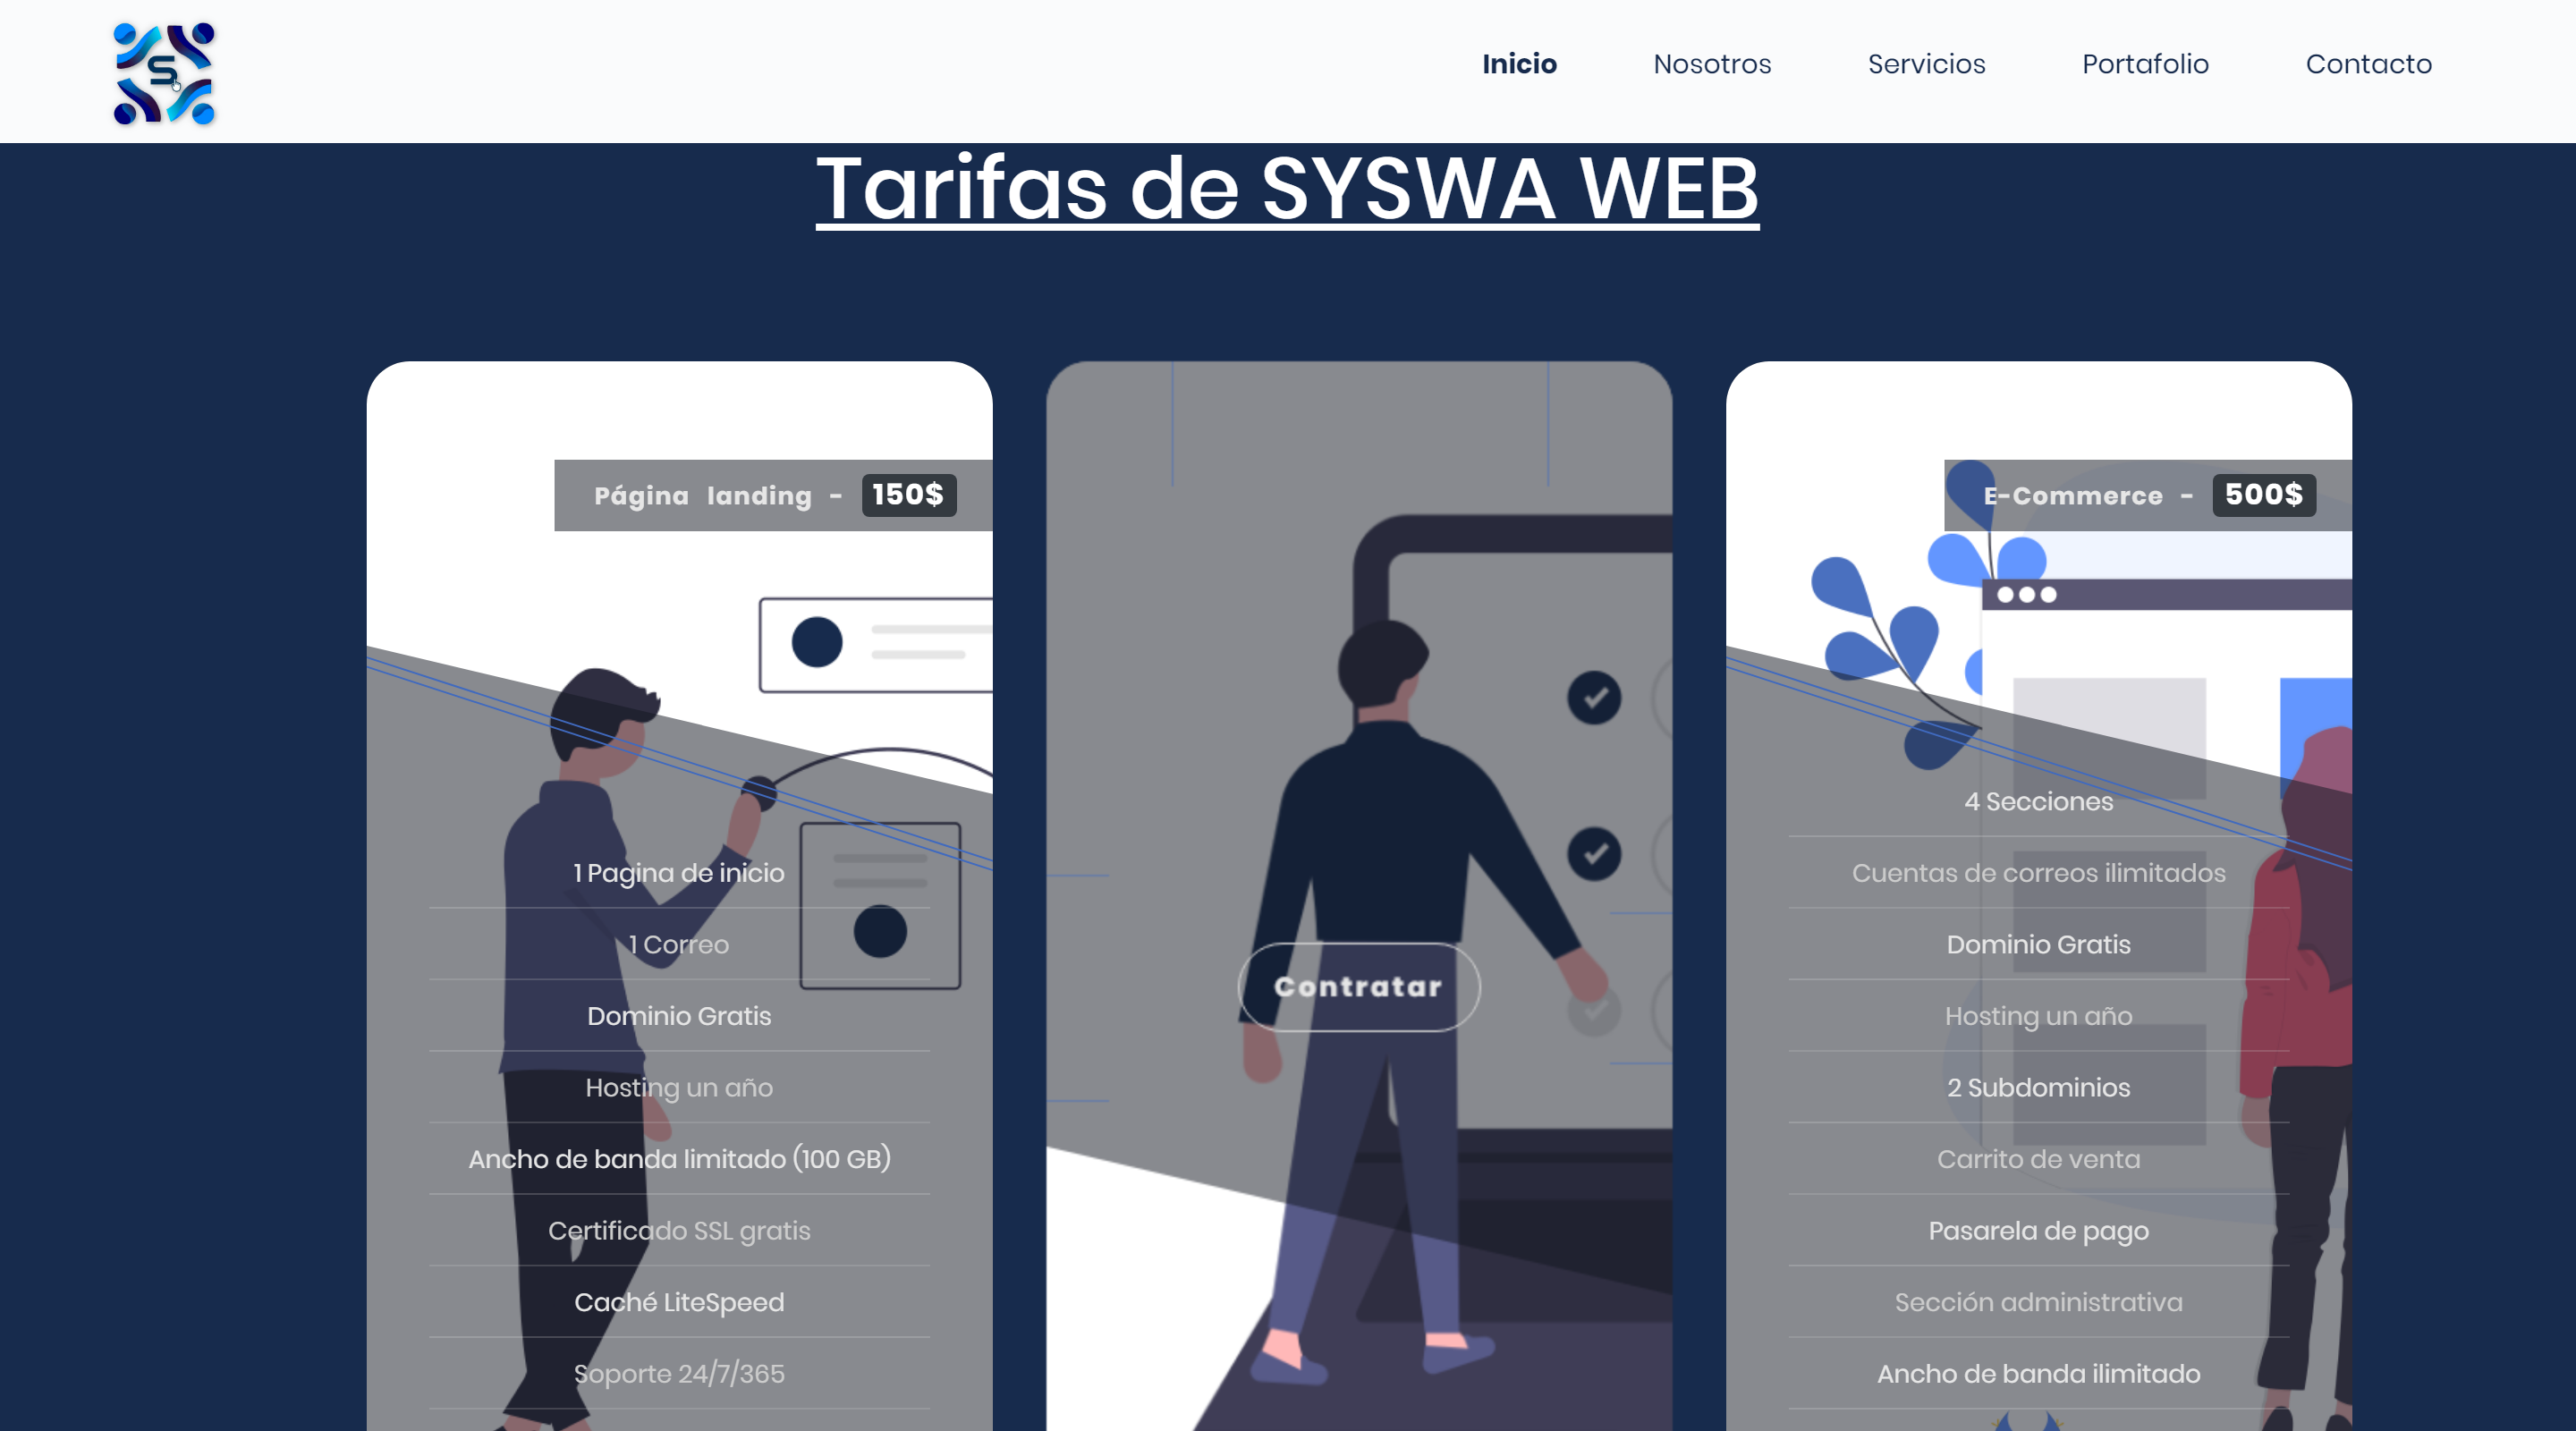 S
Inicio
Nosotros
Servicios
Portafolio
Contacto
Tarifas de SYSWA WEB
Página landing - 150$
1 Pagina de inicio
1 Correo
Dominio Gratis
Hosting un año
Ancho de banda limitado (100 GB)
Certificado SSL gratis
Caché LiteSpeed
Soporte 24/7/365
Contratar
E-Commerce - 500$
4 Secciones
Cuentas de correos ilimitados
Dominio Gratis
Hosting un año
2 Subdominios
Carrito de venta
Pasarela de pago
Sección administrativa
Ancho de banda ilimitado